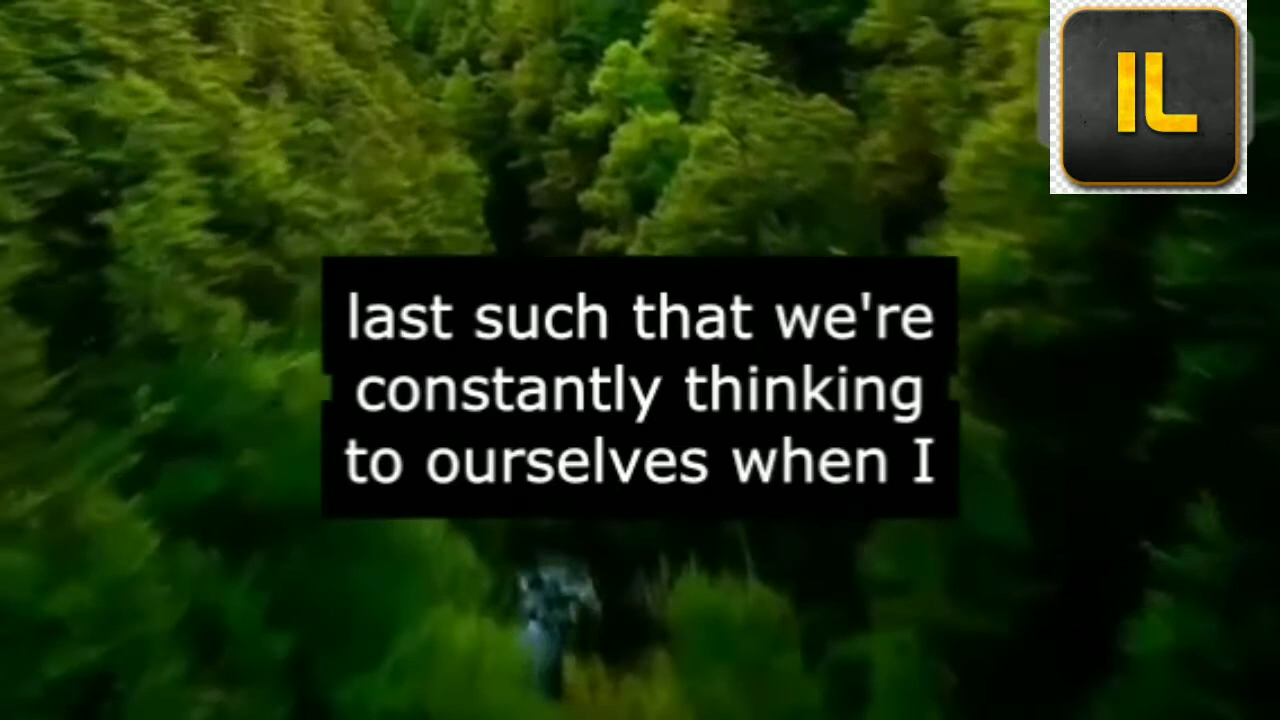 IL
last such that we're
constantly thinking
to ourselves when I